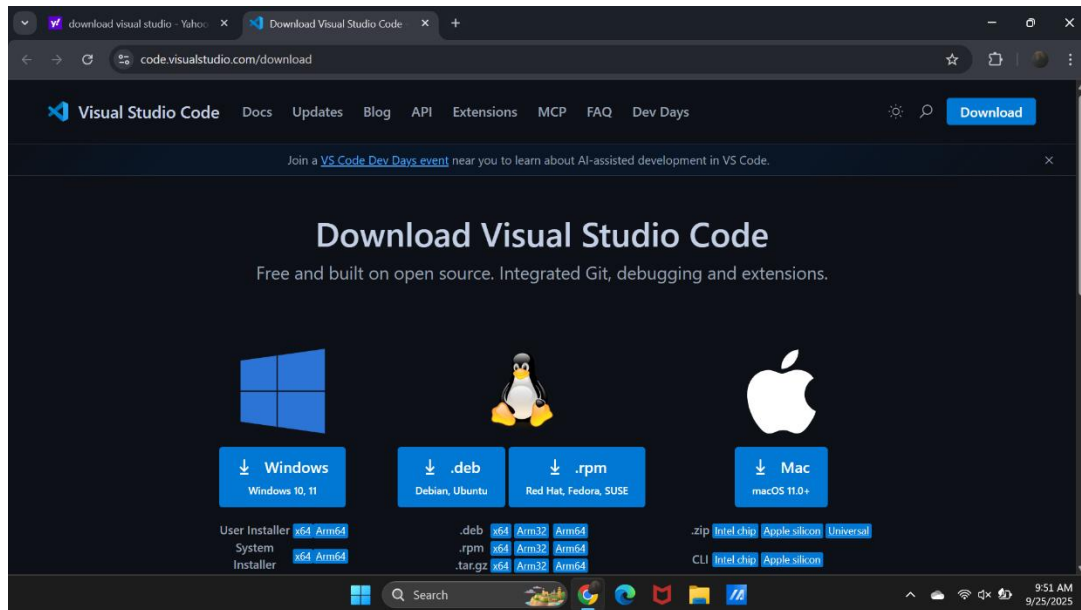 download visual studio - Yahoo
Download Visual Studio Code
code.visualstudio.com/download
Visual Studio Code Docs Updates Blog API Extensions MCP FAQ Dev Days Download
Join a VS Code Dev Days event near you to learn about AI-assisted development in VS Code.
Download Visual Studio Code
Free and built on open source. Integrated Git, debugging and extensions.
Windows
Windows 10, 11
.deb
Debian, Ubuntu
.rpm
Red Hat, Fedora, SUSE
Mac
macOS 11.0+
User Installer x64 Arm64
System Installer x64 Arm64
.deb x64 Arm32 Arm64
.rpm x64 Arm32 Arm64
.tar.gz x64 Arm32 Arm64
.zip Intel chip Apple silicon Universal
CLI Intel chip Apple silicon
Search
9:51 AM
9/25/2025